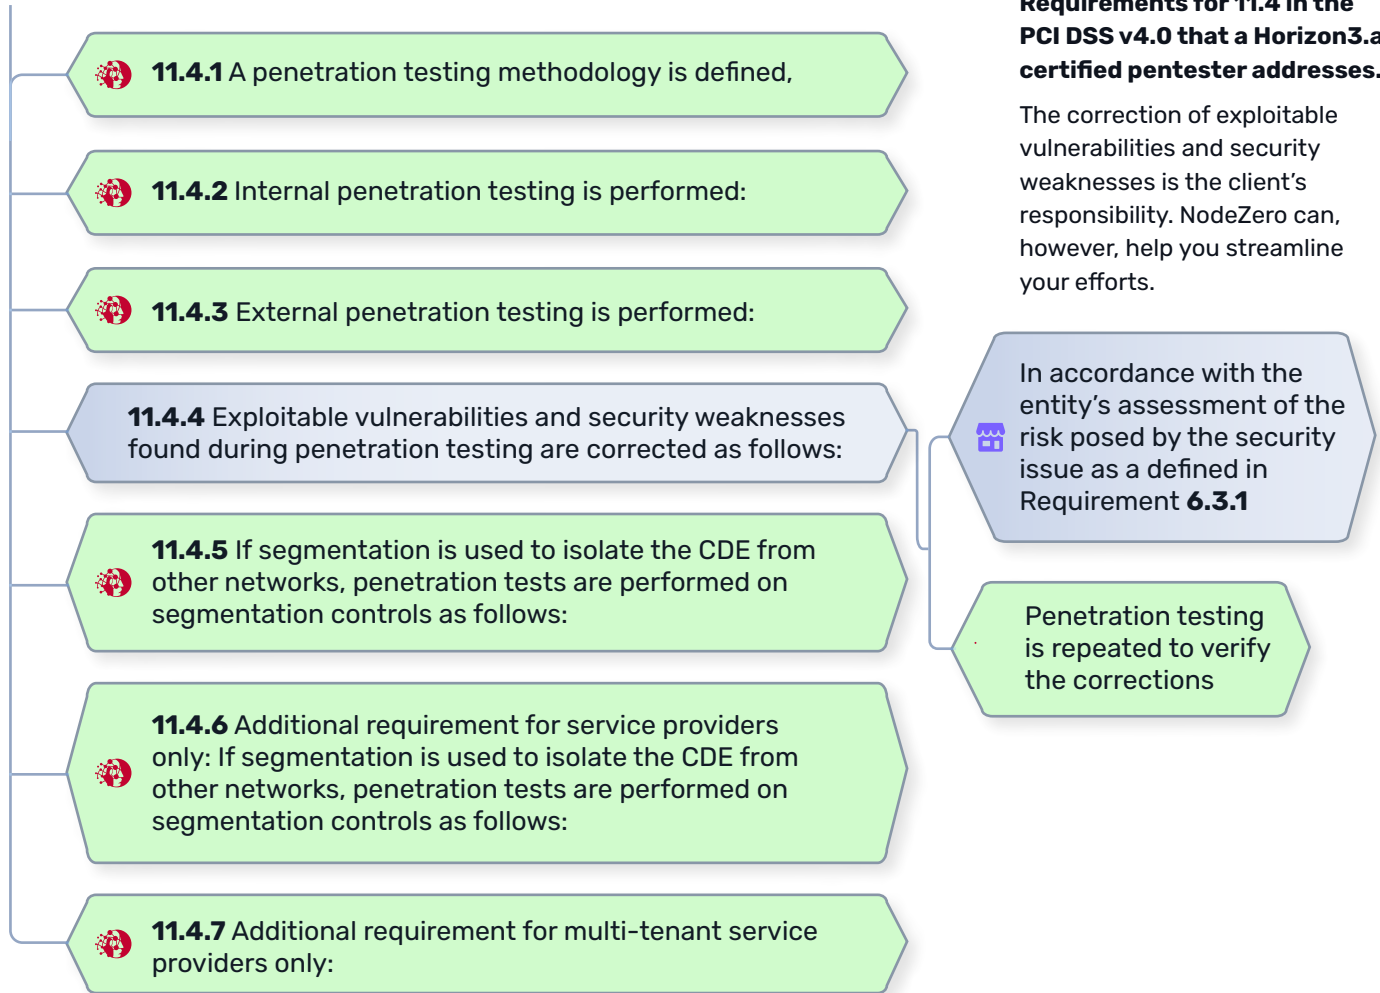 Requirements for 11.4 in the
PCI DSS v4.0 that a Horizon3.a
certified pentester addresses.
The correction of exploitable
vulnerabilities and security
weaknesses is the client's
responsibility. NodeZero can,
however, help you streamline
your efforts.
11.4.1 A penetration testing methodology is defined,
11.4.2 Internal penetration testing is performed:
11.4.3 External penetration testing is performed:
11.4.4 Exploitable vulnerabilities and security weaknesses
found during penetration testing are corrected as follows:
In accordance with the
entity's assessment of the
risk posed by the security
issue as a defined in
Requirement 6.3.1
Penetration testing
is repeated to verify
the corrections
11.4.5 If segmentation is used to isolate the CDE from
other networks, penetration tests are performed on
segmentation controls as follows:
11.4.6 Additional requirement for service providers
only: If segmentation is used to isolate the CDE from
other networks, penetration tests are performed on
segmentation controls as follows:
11.4.7 Additional requirement for multi-tenant service
providers only: